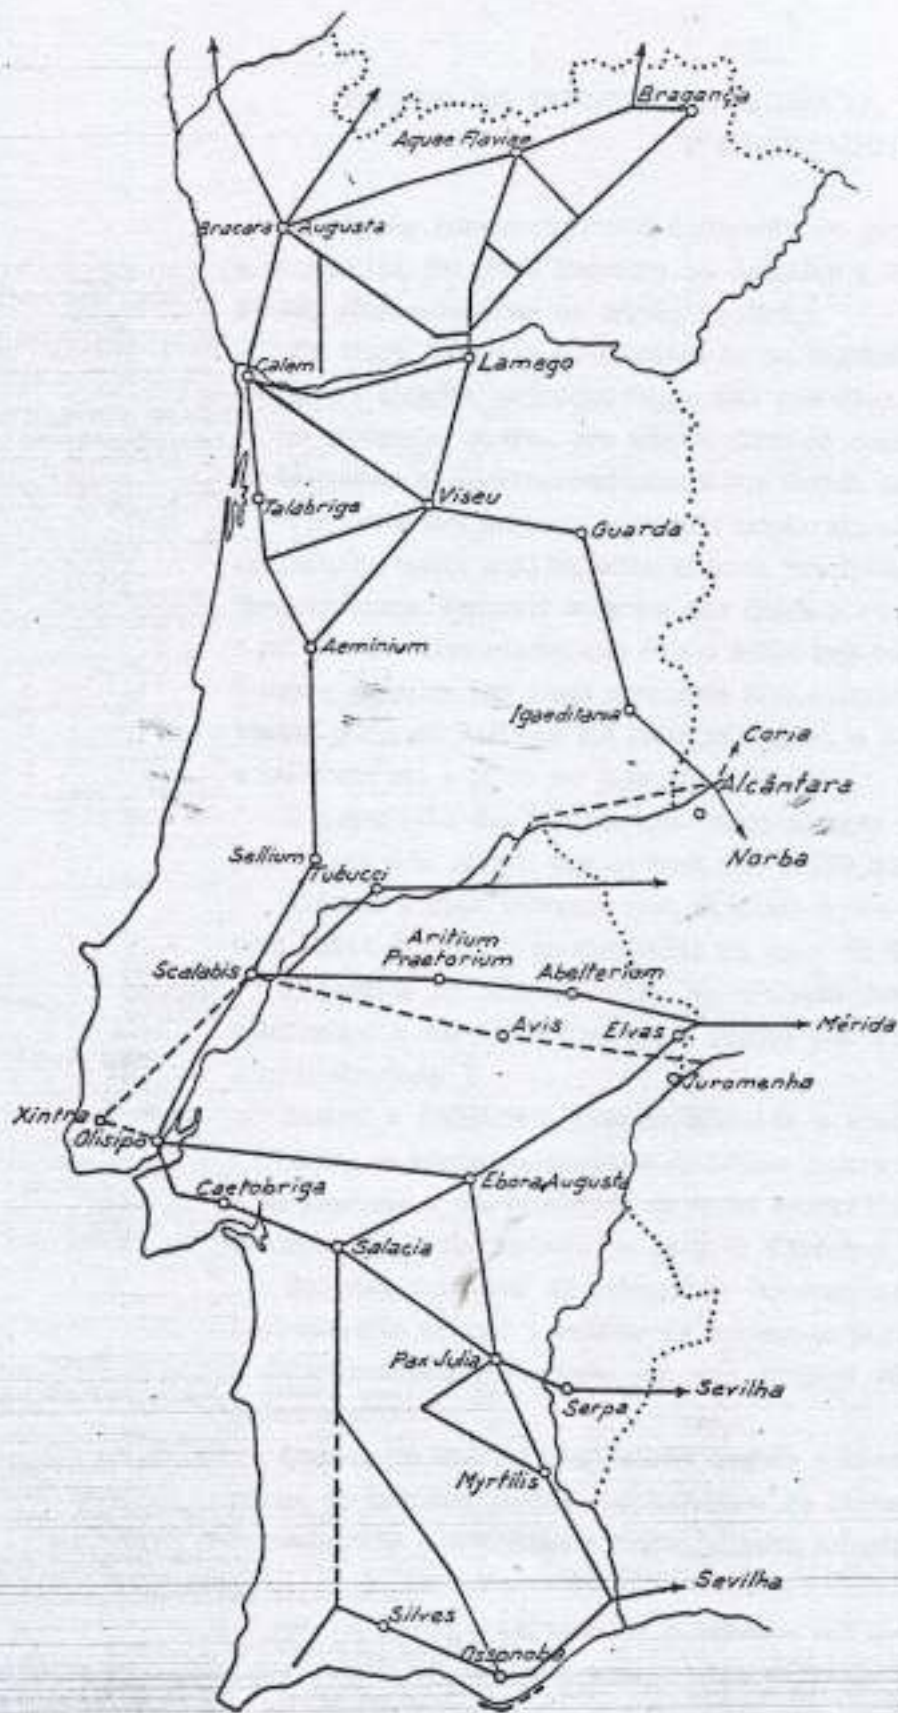 Bragança
Aquae Flaviae
Bracara Augusta
Calem
Lamego
Talabriga
Viseu
Guarda
Aeminium
Igaeditania
Coria
Alcântara
Norba
Sellium
Tubucci
Aritium
Praetorium
Scalabis
Abelterium
Avis
Elvas
Mérida
Juromenha
Xintra
Olisipo
Caetobriga
Ebora Augusta
Salacia
Pax Julia
Serpa
Sevilha
Myrtilis
Sevilha
Silves
Ossonoba